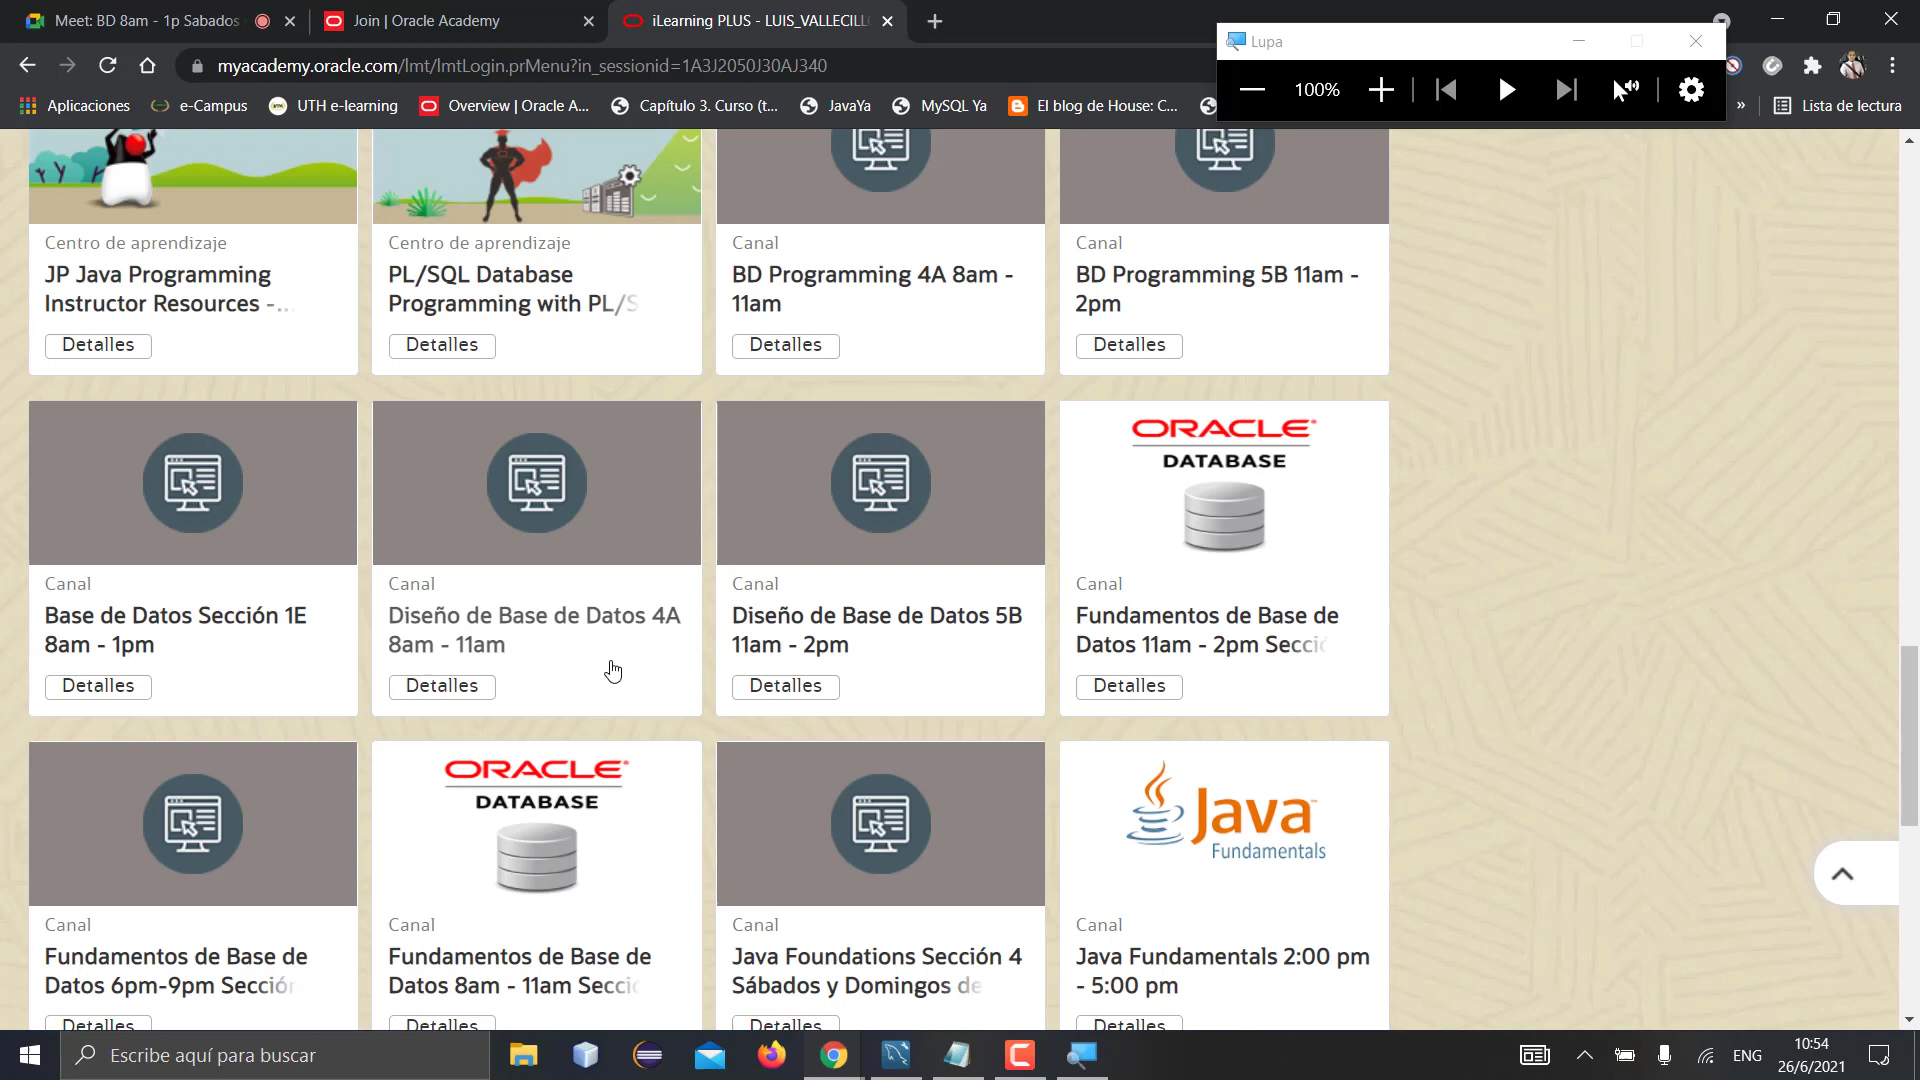 Meet: BD 8am - 1p Sabados
Join | Oracle Academy
iLearning PLUS - LUIS_VALLECILL
Lupa
myacademy.oracle.com/lmt/lmtLogin.prMenu?in_sessionid=1A3J2050J30AJ340
100%
Aplicaciones
e-Campus
UTH e-learning
Overview | Oracle A...
Capítulo 3. Curso (t...
JavaYa
MySQL Ya
El blog de House: C...
»
Lista de lectura
Centro de aprendizaje
JP Java Programming
Instructor Resources -...
Detalles
Centro de aprendizaje
PL/SQL Database
Programming with PL/S
Detalles
Canal
BD Programming 4A 8am -
11am
Detalles
Canal
BD Programming 5B 11am -
2pm
Detalles
Canal
Base de Datos Sección 1E
8am - 1pm
Detalles
Canal
Diseño de Base de Datos 4A
8am - 11am
Detalles
Canal
Diseño de Base de Datos 5B
11am - 2pm
Detalles
ORACLE
DATABASE
Canal
Fundamentos de Base de
Datos 11am - 2pm Secci
Detalles
Canal
Fundamentos de Base de
Datos 6pm-9pm Sección
Detalles
ORACLE
DATABASE
Canal
Fundamentos de Base de
Datos 8am - 11am Secci
Detalles
Canal
Java Foundations Sección 4
Sábados y Domingos de
Detalles
Java
Fundamentals
Canal
Java Fundamentals 2:00 pm
- 5:00 pm
Detalles
Escribe aquí para buscar
ENG
10:54
26/6/2021